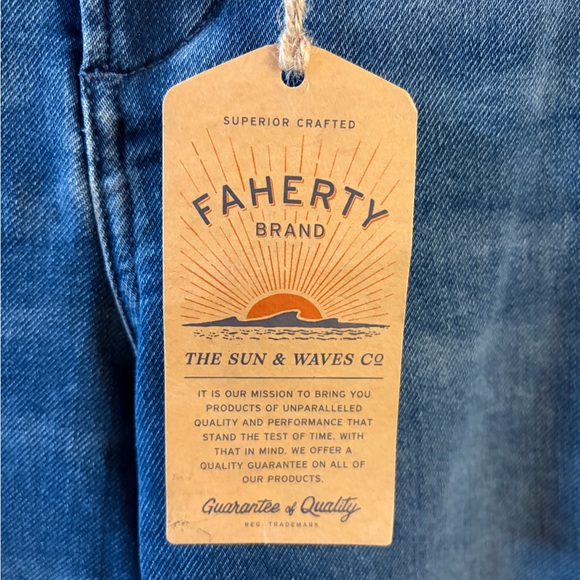 SUPERIOR CRAFTED
FAHERTY
BRAND
THE SUN & WAVES CO
IT IS OUR MISSION TO BRING YOU
PRODUCTS OF UNPARALLELED
QUALITY AND PERFORMANCE THAT
STAND THE TEST OF TIME. WITH
THAT IN MIND, WE OFFER A
QUALITY GUARANTEE ON ALL OF
OUR PRODUCTS.
Guarantee of Quality
REG. TRADEMARK